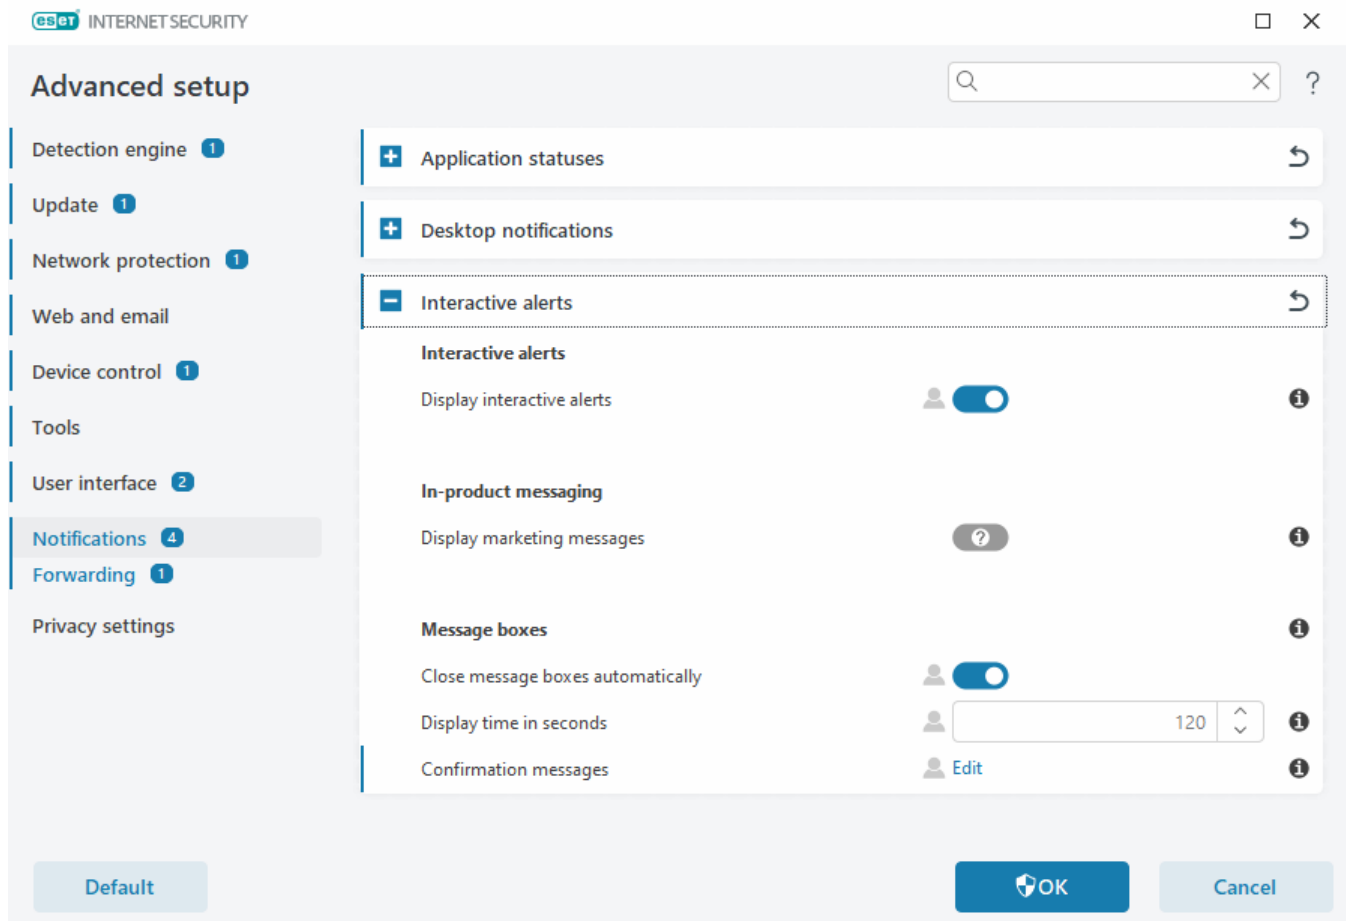 eset INTERNET SECURITY
Advanced setup
?
Detection engine 1
Update 1
Network protection 1
Web and email
Device control 1
Tools
User interface 2
Notifications 4
Forwarding 1
Privacy settings
Application statuses
Desktop notifications
Interactive alerts
Interactive alerts
Display interactive alerts
In-product messaging
Display marketing messages ?
Message boxes
Close message boxes automatically
Display time in seconds 120
Confirmation messages Edit
Default
OK
Cancel